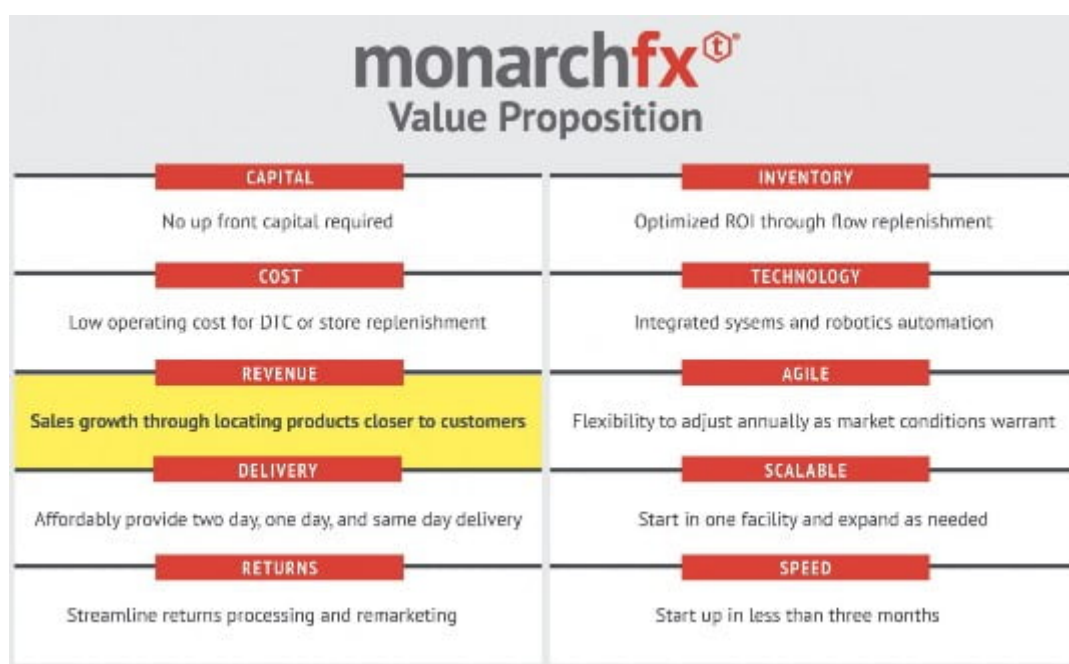 monarchfx t®
Value Proposition
CAPITAL
No up front capital required
COST
Low operating cost for DTC or store replenishment
REVENUE
Sales growth through locating products closer to customers
DELIVERY
Affordably provide two day, one day, and same day delivery
RETURNS
Streamline returns processing and remarketing
INVENTORY
Optimized ROI through flow replenishment
TECHNOLOGY
Integrated sysems and robotics automation
AGILE
Flexibility to adjust annually as market conditions warrant
SCALABLE
Start in one facility and expand as needed
SPEED
Start up in less than three months